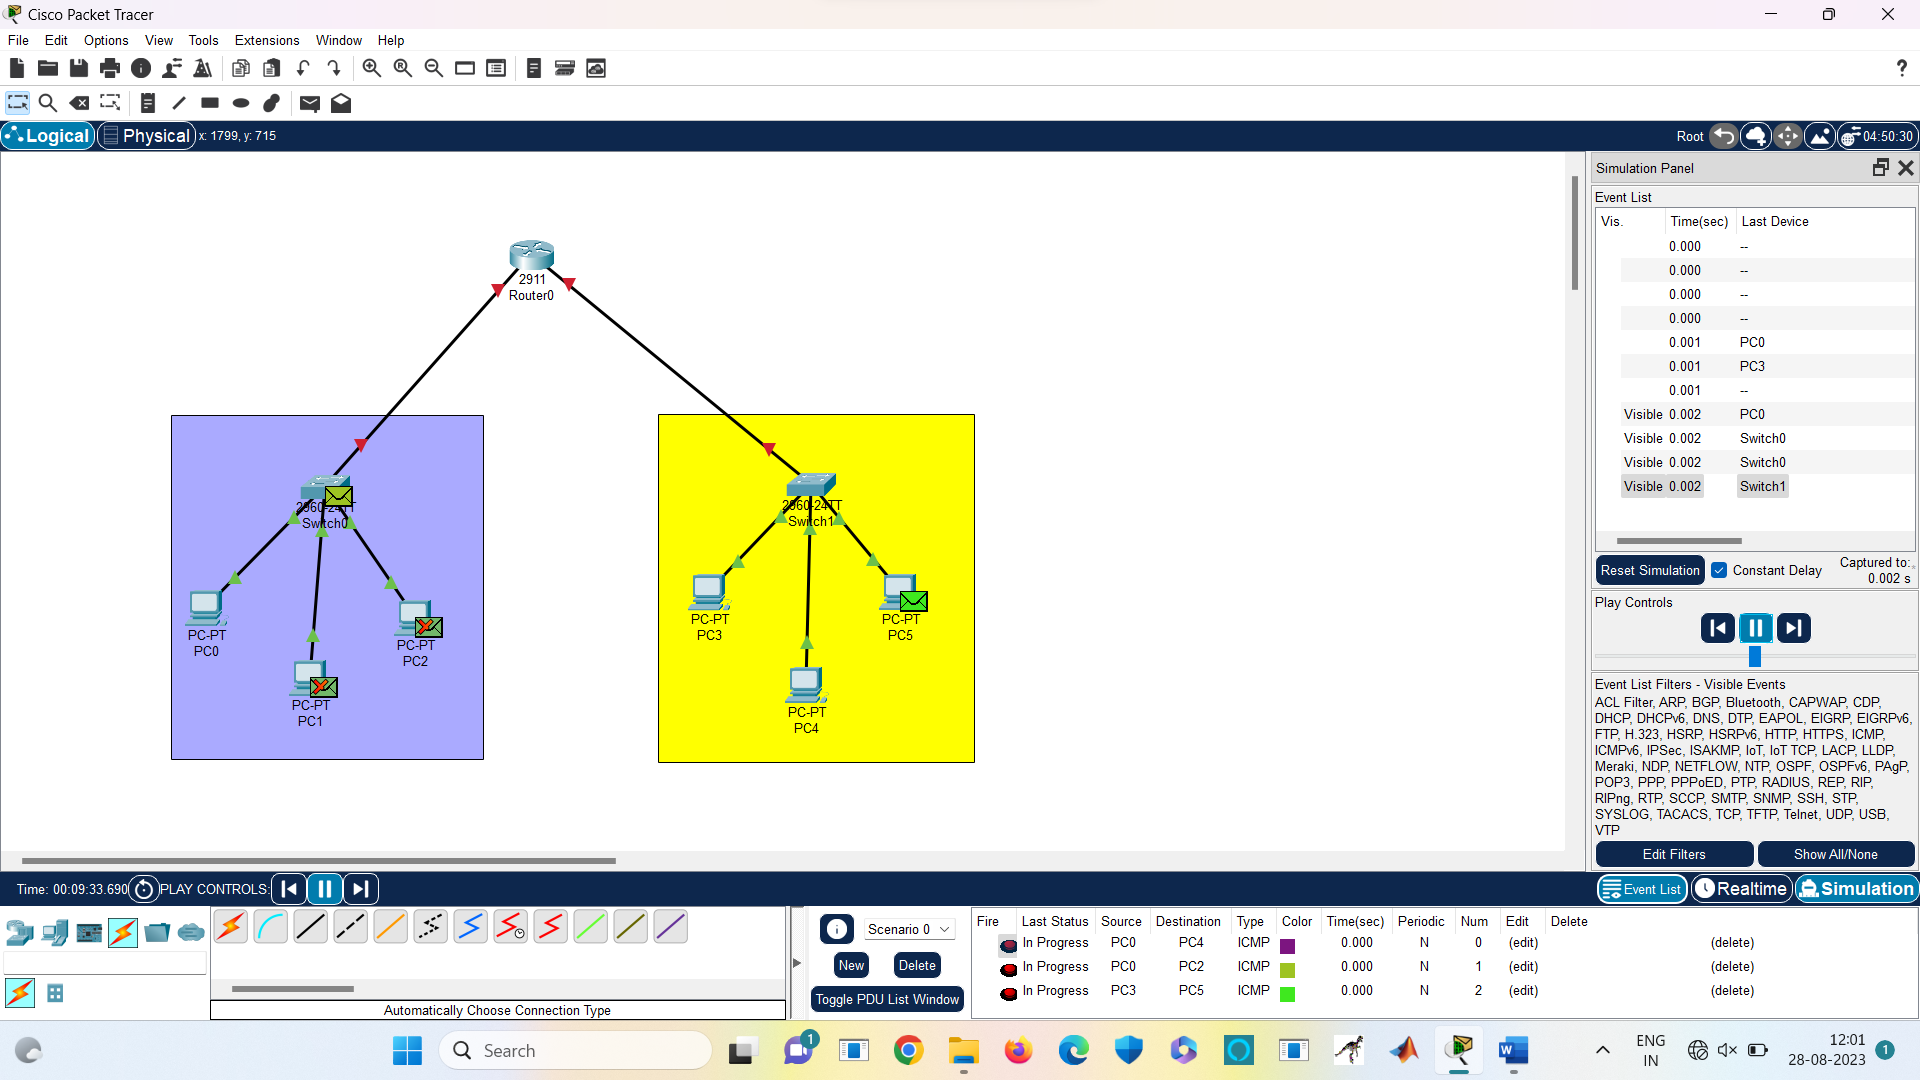 Cisco Packet Tracer
File Edit Options View Tools Extensions Window Help
?
Logical Physical x: 1799, y: 715 Root 04:50:30
Simulation Panel
Event List
Vis. Time(sec) Last Device
0.000 --
0.000 --
0.000 --
0.000 --
0.001 PC0
0.001 PC3
0.001 --
Visible 0.002 PC0
Visible 0.002 Switch0
Visible 0.002 Switch0
Visible 0.002 Switch1
Reset Simulation Constant Delay Captured to:
0.002 s
Play Controls
Event List Filters - Visible Events
ACL Filter, ARP, BGP, Bluetooth, CAPWAP, CDP,
DHCP, DHCPv6, DNS, DTP, EAPOL, EIGRP, EIGRPv6,
FTP, H.323, HSRP, HSRPv6, HTTP, HTTPS, ICMP,
ICMPv6, IPSec, ISAKMP, IoT, IoT TCP, LACP, LLDP,
Meraki, NDP, NETFLOW, NTP, OSPF, OSPFv6, PAgP,
POP3, PPP, PPPoED, PTP, RADIUS, REP, RIP,
RIPng, RTP, SCCP, SMTP, SNMP, SSH, STP,
SYSLOG, TACACS, TCP, TFTP, Telnet, UDP, USB,
VTP
Edit Filters Show All/None
2911
Router0
2960-24TT
Switch0
PC-PT
PC0
PC-PT
PC1
PC-PT
PC2
2960-24TT
Switch1
PC-PT
PC3
PC-PT
PC4
PC-PT
PC5
Time: 00:09:33.690 PLAY CONTROLS: Event List Realtime Simulation
Automatically Choose Connection Type
Scenario 0
New Delete
Toggle PDU List Window
Fire Last Status Source Destination Type Color Time(sec) Periodic Num Edit Delete
In Progress PC0 PC4 ICMP 0.000 N 0 (edit) (delete)
In Progress PC0 PC2 ICMP 0.000 N 1 (edit) (delete)
In Progress PC3 PC5 ICMP 0.000 N 2 (edit) (delete)
Search
1
ENG
IN
12:01
28-08-2023
1